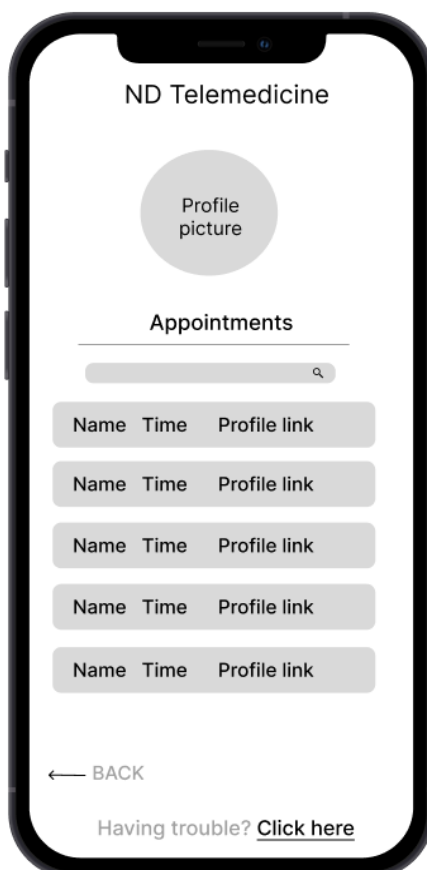 ND Telemedicine
Profile
picture
Appointments
Name Time Profile link
Name Time Profile link
Name Time Profile link
Name Time Profile link
Name Time Profile link
BACK
Having trouble? Click here